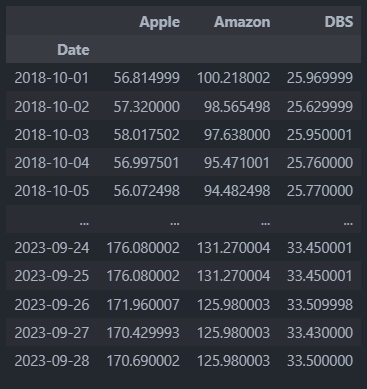 Apple Amazon DBS
Date
2018-10-01 56.814999 100.218002 25.969999
2018-10-02 57.320000 98.565498 25.629999
2018-10-03 58.017502 97.638000 25.950001
2018-10-04 56.997501 95.471001 25.760000
2018-10-05 56.072498 94.482498 25.770000
... ... ... ...
2023-09-24 176.080002 131.270004 33.450001
2023-09-25 176.080002 131.270004 33.450001
2023-09-26 171.960007 125.980003 33.509998
2023-09-27 170.429993 125.980003 33.430000
2023-09-28 170.690002 125.980003 33.500000